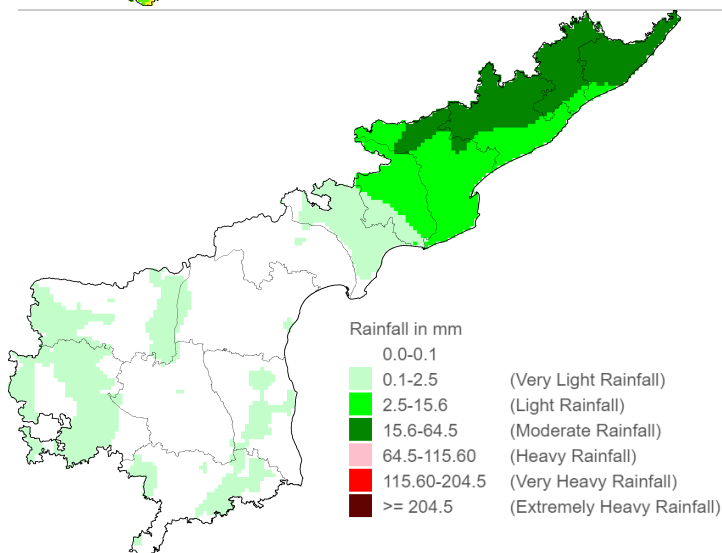 Rainfall in mm
0.0-0.1
0.1-2.5 (Very Light Rainfall)
2.5-15.6 (Light Rainfall)
15.6-64.5 (Moderate Rainfall)
64.5-115.60 (Heavy Rainfall)
115.60-204.5 (Very Heavy Rainfall)
>= 204.5 (Extremely Heavy Rainfall)